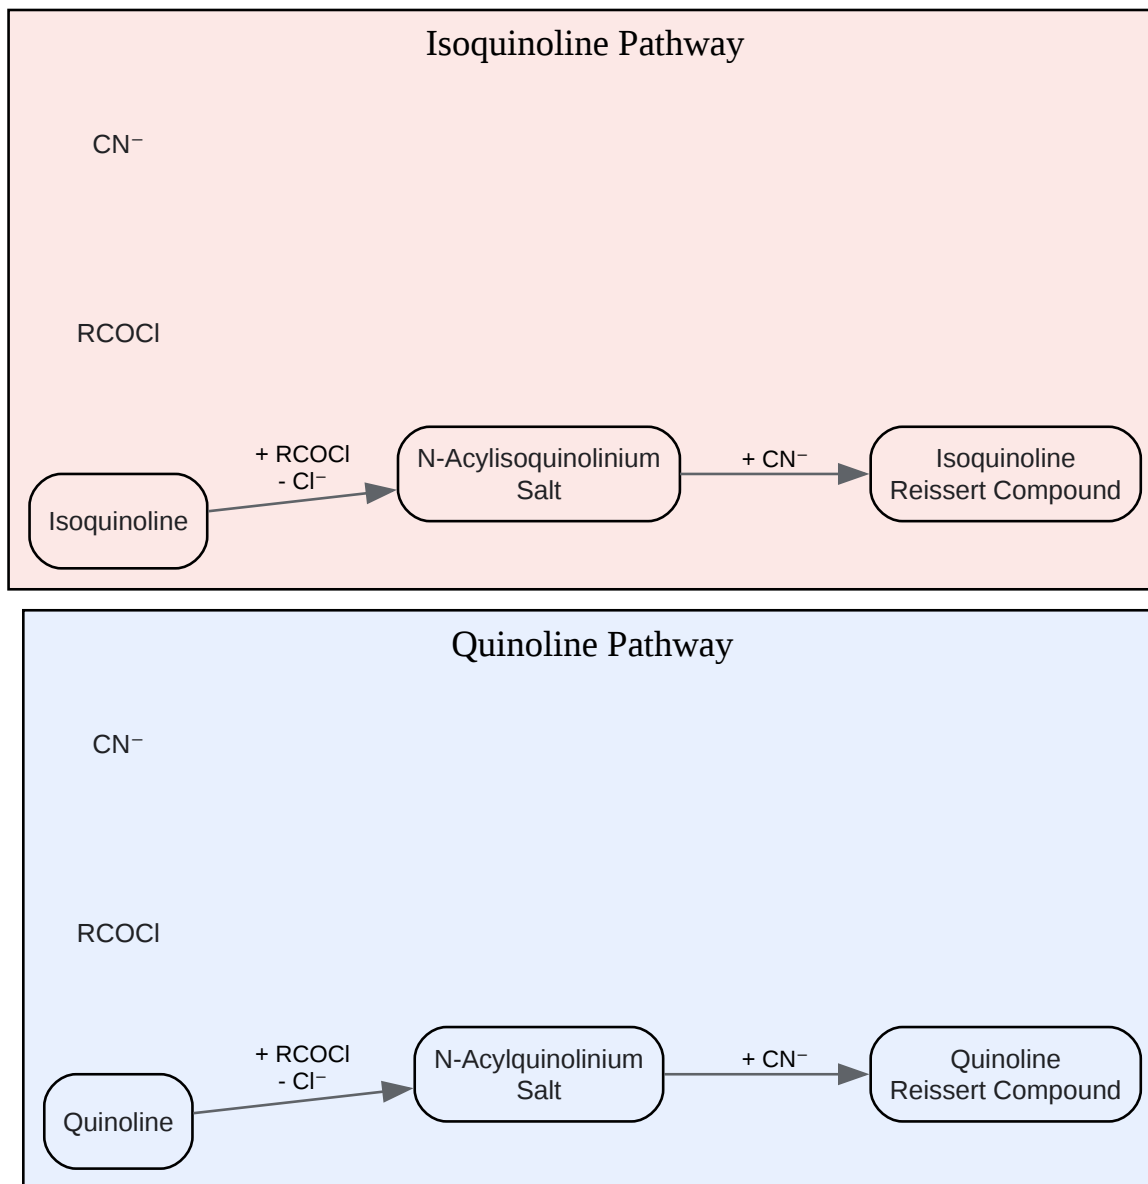 Isoquinoline Pathway
CN⁻
RCOCl
+ RCOCl
- Cl⁻
N-Acylisoquinolinium
Salt
+ CN⁻
Isoquinoline
Reissert Compound
Isoquinoline
Quinoline Pathway
CN⁻
RCOCl
+ RCOCl
- Cl⁻
N-Acylquinolinium
Salt
+ CN⁻
Quinoline
Reissert Compound
Quinoline